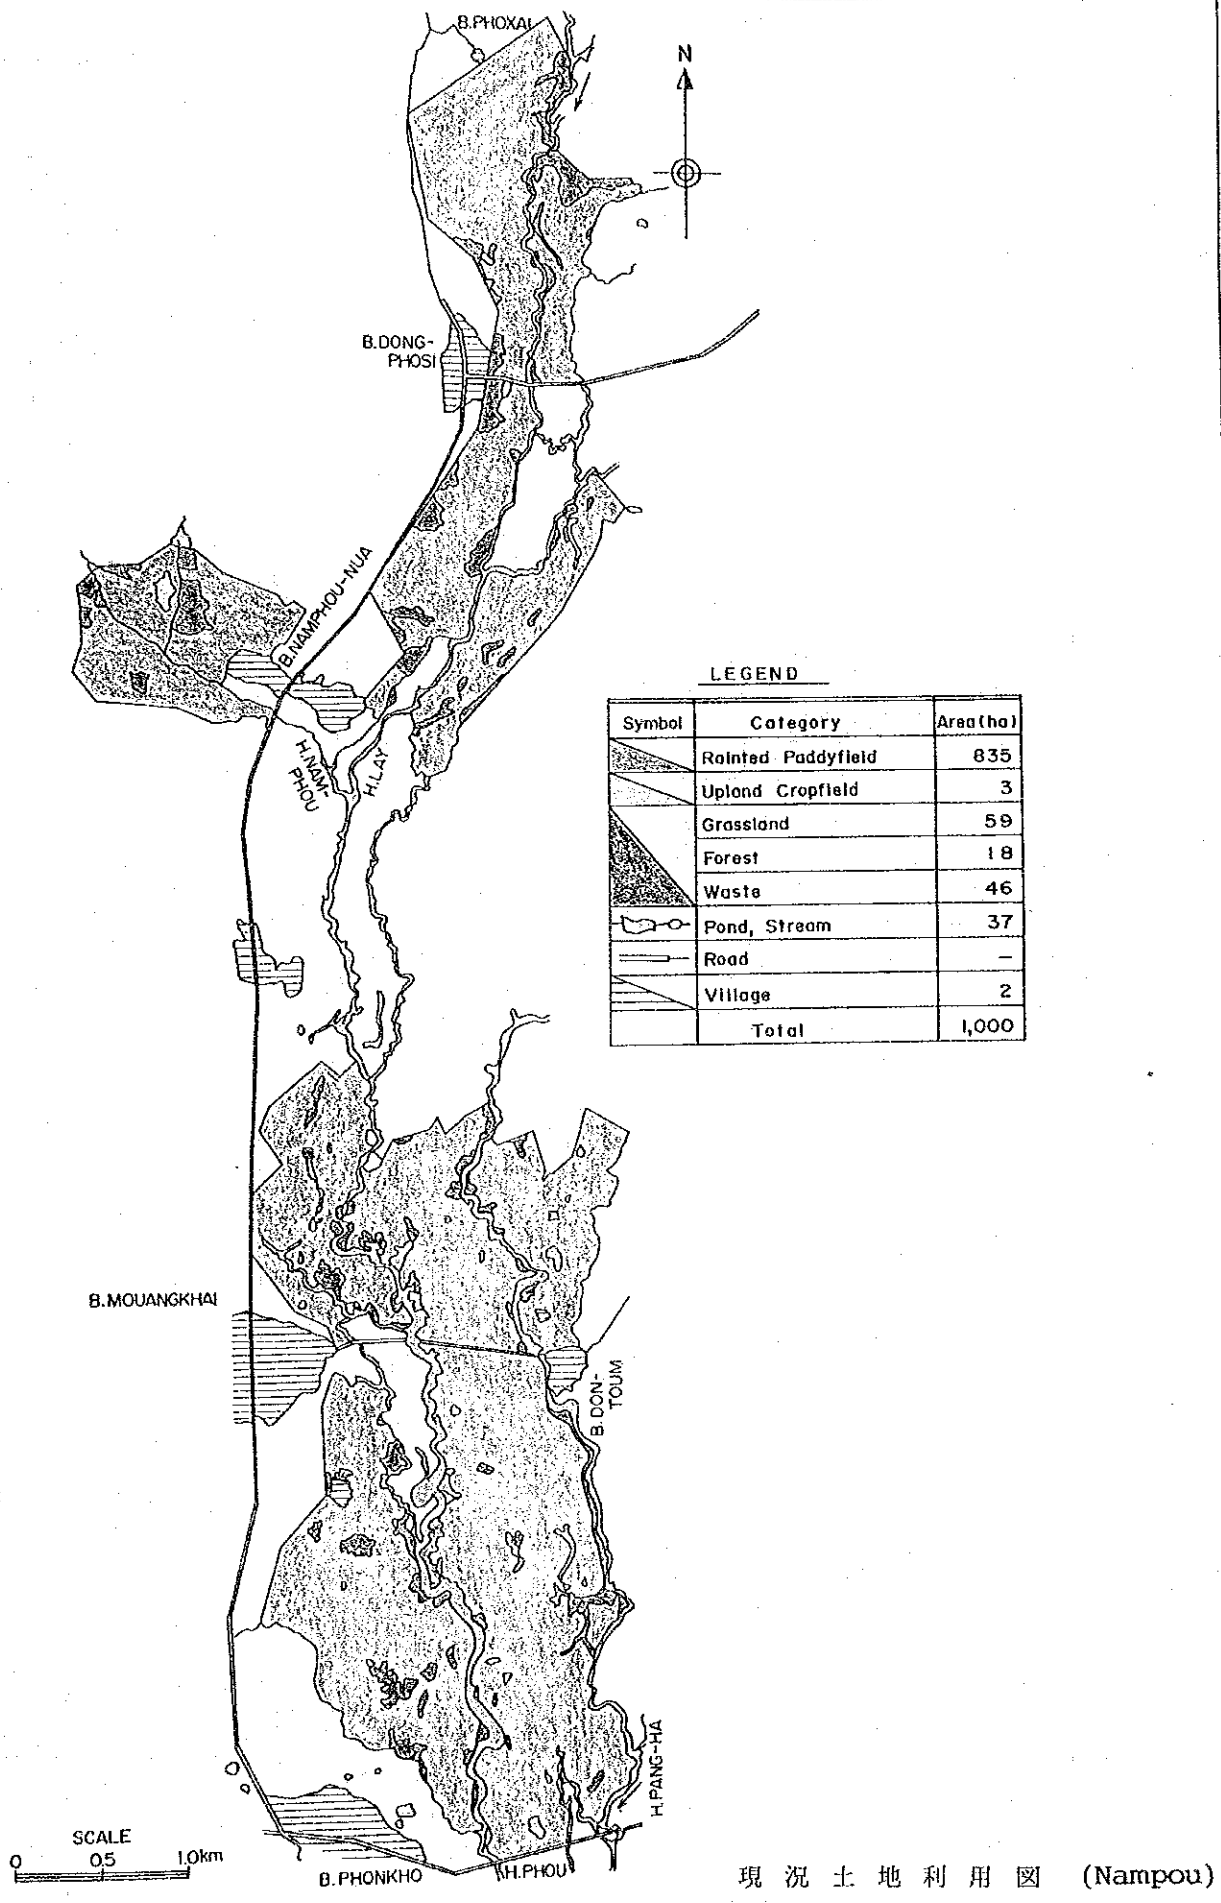 B.PHOXAI
N
B.DONG-
PHOSI
B.NAMPHOU-NUA
H.NAM-
PHOU
H.LAY
LEGEND
Symbol Category Area(ha)
Rainted Paddyfield 835
Upland Cropfield 3
Grassland 59
Forest 18
Waste 46
Pond, Stream 37
Road —
Village 2
Total 1,000
B.MOUANGKHAI
B.DON-
TOUM
H.PANG-HA
SCALE
0 0.5 1.0km
B.PHONKHO
H.PHOU
現況土地利用図 (Nampou)